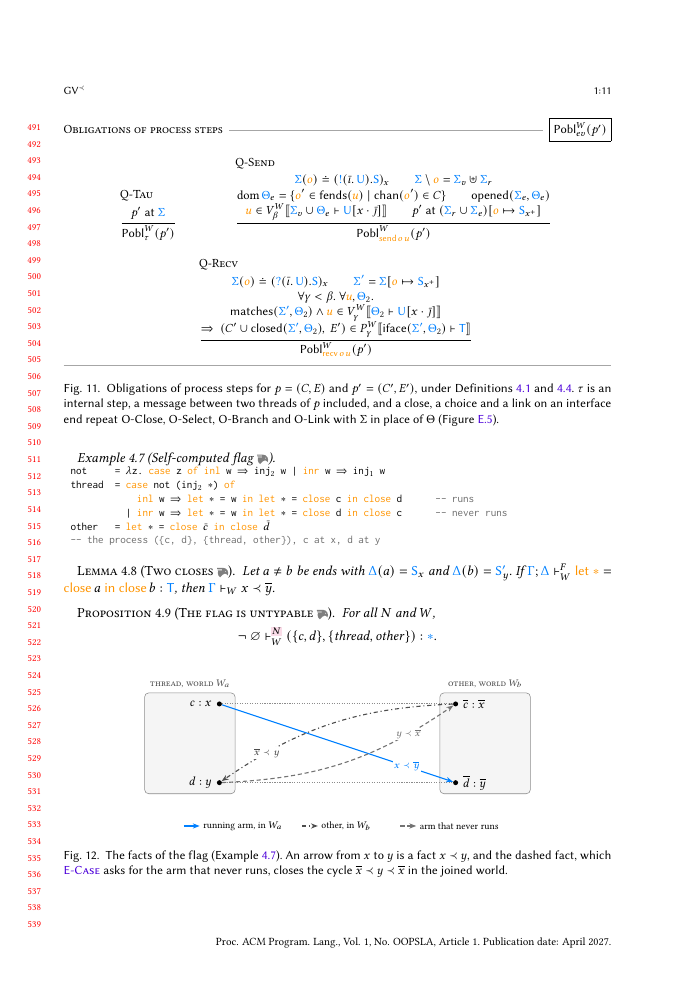 GV≺ 1:11
491 OBLIGATIONS OF PROCESS STEPS Pobl^W_ev(p′)
492
493 Q-SEND
494 Σ(o) ≐ (!(ī. U).S)_x Σ \ o = Σ_v ⊎ Σ_r
495 Q-TAU dom Θ_e = {o′ ∈ fends(u) | chan(o′) ∈ C} opened(Σ_e, Θ_e)
496 p′ at Σ u ∈ V^W_β⟦Σ_v ∪ Θ_e ⊢ U[x · j̄]⟧ p′ at (Σ_r ∪ Σ_e)[o ↦ S_x+]
497 Pobl^W_τ(p′) Pobl^W_send o u(p′)
498
499 Q-RECV
500 Σ(o) ≐ (?(ī. U).S)_x Σ′ = Σ[o ↦ S_x+]
501 ∀γ < β. ∀u, Θ_2.
502 matches(Σ′, Θ_2) ∧ u ∈ V^W_γ⟦Θ_2 ⊢ U[x · j̄]⟧
503 ⇒ (C′ ∪ closed(Σ′, Θ_2), E′) ∈ P^W_γ⟦iface(Σ′, Θ_2) ⊢ T⟧
504 Pobl^W_recv o u(p′)
505
506
507 Fig. 11. Obligations of process steps for p = (C, E) and p′ = (C′, E′), under Definitions 4.1 and 4.4. τ is an
508 internal step, a message between two threads of p included, and a close, a choice and a link on an interface
509 end repeat O-Close, O-Select, O-Branch and O-Link with Σ in place of Θ (Figure E.5).
510
511 Example 4.7 (Self-computed flag).
512 not = λz. case z of inl w ⇒ inj₂ w | inr w ⇒ inj₁ w
513 thread = case not (inj₂ *) of
inl w ⇒ let * = w in let * = close c in close d -- runs
514 | inr w ⇒ let * = w in let * = close d in close c -- never runs
515 other = let * = close c̄ in close d̄
516 -- the process ({c, d}, {thread, other}), c at x, d at y
517
518 LEMMA 4.8 (TWO CLOSES). Let a ≠ b be ends with Δ(a) = S_x and Δ(b) = S′_y. If Γ; Δ ⊢^F_W let * =
519 close a in close b : T, then Γ ⊢_W x ≺ y̅.
520
PROPOSITION 4.9 (THE FLAG IS UNTYPABLE). For all N and W,
521
522 ¬ ∅ ⊢^N_W ({c, d}, {thread, other}) : *.
523
524 THREAD, WORLD W_a OTHER, WORLD W_b
525
526 c : x c̅ : x̅
527 y ≺ x̅
528
529 x̅ ≺ y
x ≺ y̅
530
531 d : y d̅ : y̅
532
533
534 running arm, in W_a other, in W_b arm that never runs
535
536 Fig. 12. The facts of the flag (Example 4.7). An arrow from x to y is a fact x ≺ y, and the dashed fact, which
537 E-CASE asks for the arm that never runs, closes the cycle x̅ ≺ y ≺ x̅ in the joined world.
538
539
Proc. ACM Program. Lang., Vol. 1, No. OOPSLA, Article 1. Publication date: April 2027.